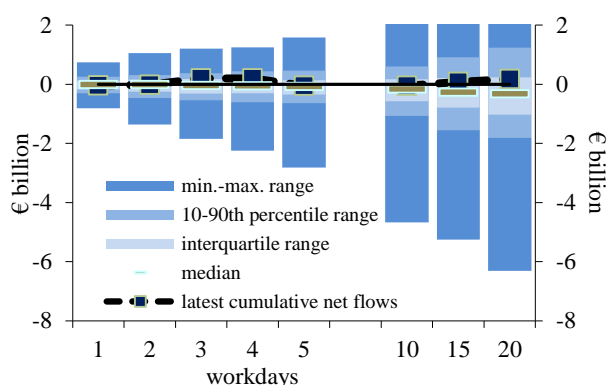 2
2
0
0
-2
-2
-4
-4
-6
-6
-8
-8
€ billion
€ billion
min.-max. range
10-90th percentile range
interquartile range
median
latest cumulative net flows
1 2 3 4 5 10 15 20
workdays